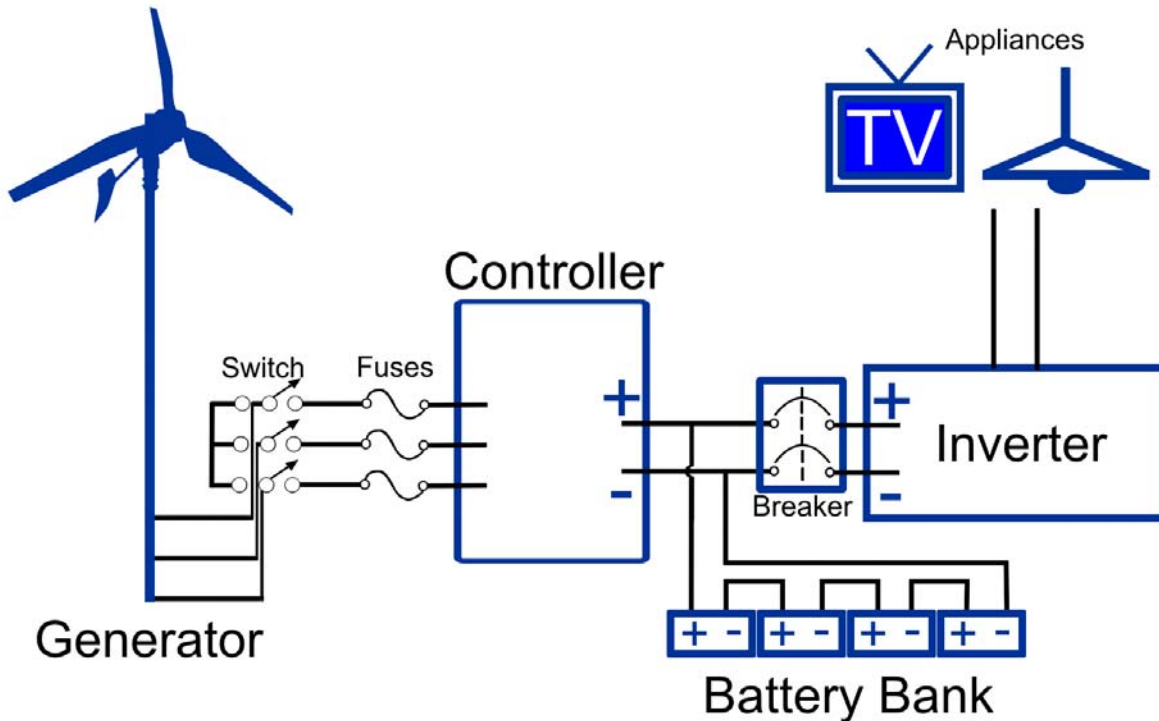 Appliances
TV
Controller
Switch
Fuses
+
+
Inverter
-
-
Breaker
Generator
+ - + - + - + -
Battery Bank